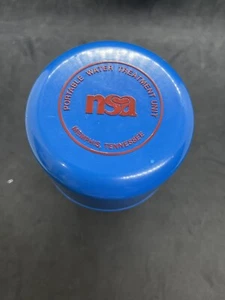 PORTABLE WATER TREATMENT UNIT
nsa
MEMPHIS, TENNESSEE